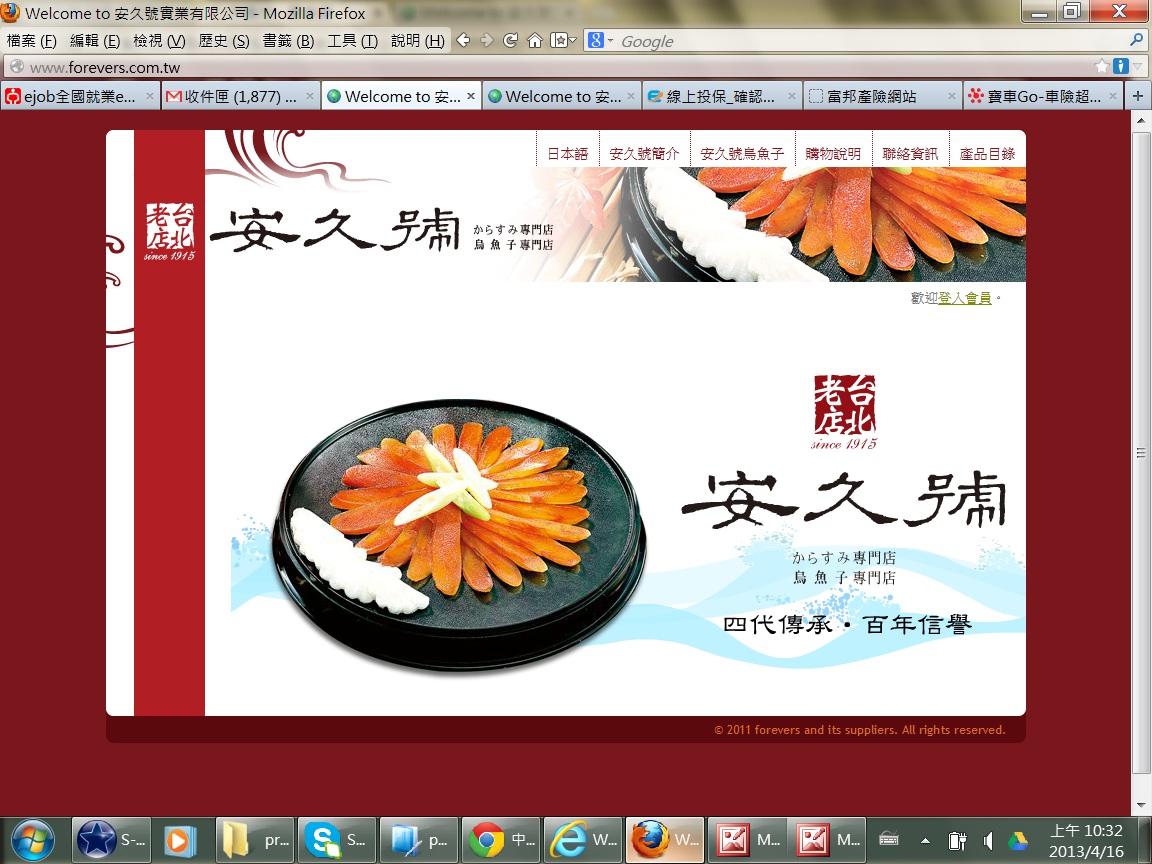 Welcome to 安久號實業有限公司 - Mozilla Firefox
檔案 (F) 編輯 (E) 檢視 (V) 歷史 (S) 書籤 (B) 工具 (T) 說明 (H) Google
www.forevers.com.tw
ejob全國就業e... 收件匣 (1,877) ... Welcome to 安... Welcome to 安... 線上投保_確認... 富邦產險網站 寶車Go-車險超...
日本語 安久號簡介 安久號烏魚子 購物說明 聯絡資訊 產品目錄
台北老店
since 1915
安久號
からすみ專門店
烏魚子專門店
歡迎登入會員。
台北老店
since 1915
安久號
からすみ專門店
烏魚子專門店
四代傳承・百年信譽
© 2011 forevers and its suppliers. All rights reserved.
S-... pr... S... p... 中... W... W... M... M...
上午 10:32
2013/4/16